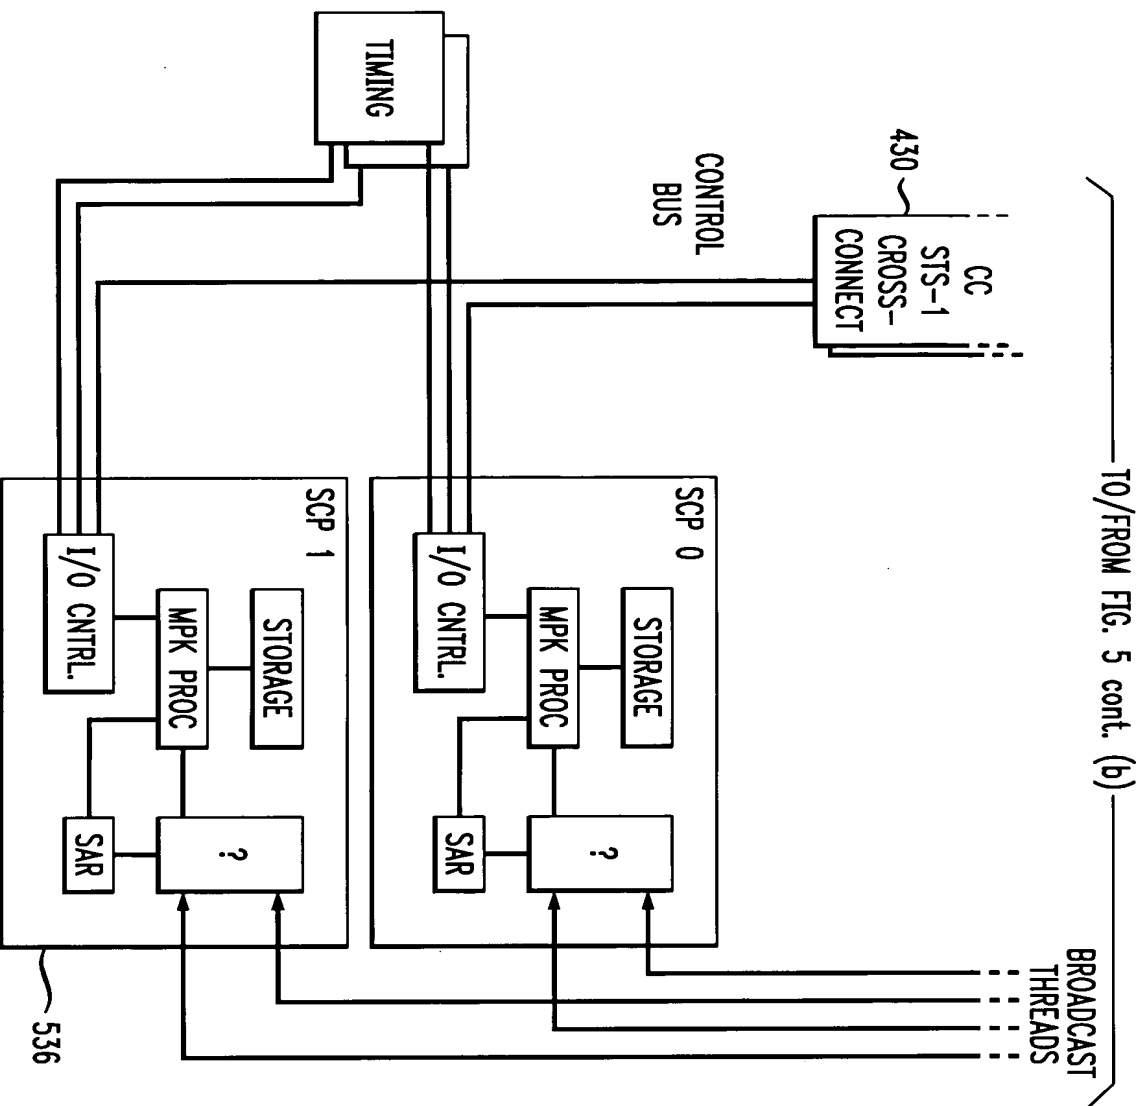 TO/FROM FIG. 5 cont. (b)
430
CC
STS-1
CROSS-
CONNECT
CONTROL
BUS
TIMING
BROADCAST
THREADS
SCP 0
STORAGE
MPK PROC
I/O CNTRL.
?
SAR
SCP 1
STORAGE
MPK PROC
I/O CNTRL.
?
SAR
536